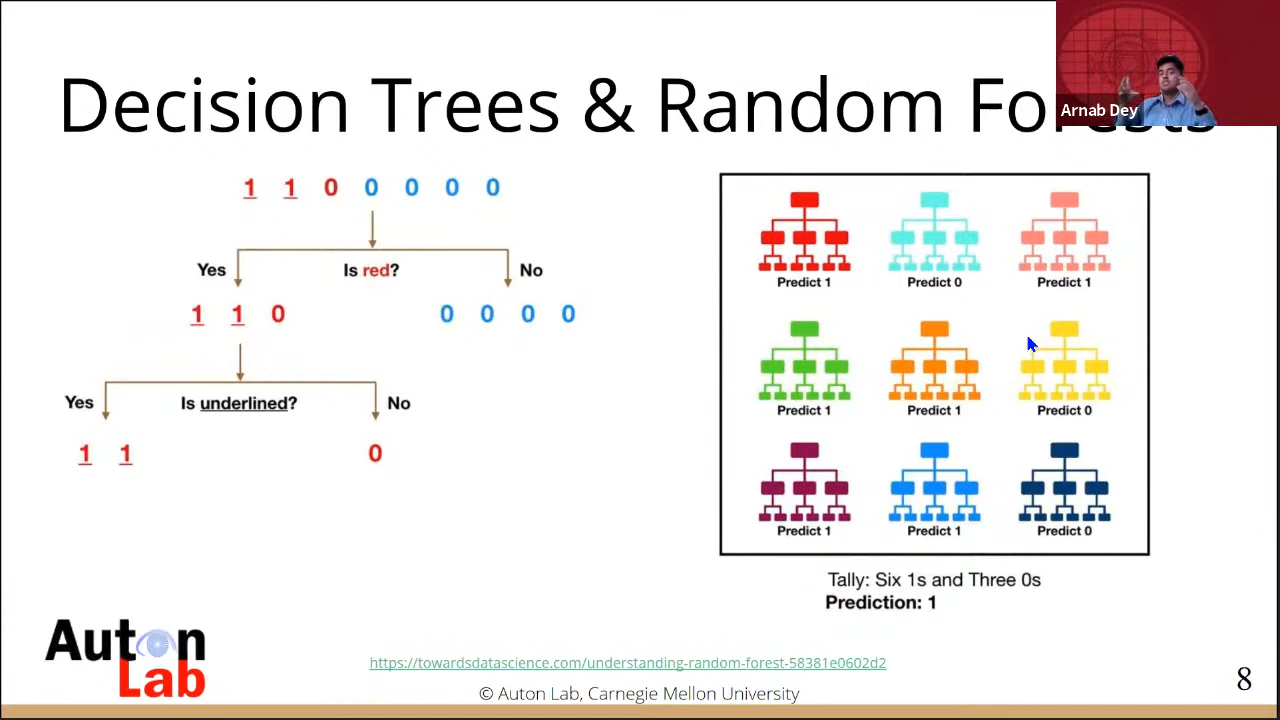 Decision Trees & Random Forests
Arnab Dey
1 1 0 0 0 0 0
Yes Is red? No
1 1 0 0 0 0 0
Yes Is underlined? No
1 1 0
Predict 1 Predict 0 Predict 1
Predict 1 Predict 1 Predict 0
Predict 1 Predict 1 Predict 0
Tally: Six 1s and Three 0s
Prediction: 1
Auton
Lab
https://towardsdatascience.com/understanding-random-forest-58381e0602d2
© Auton Lab, Carnegie Mellon University
8